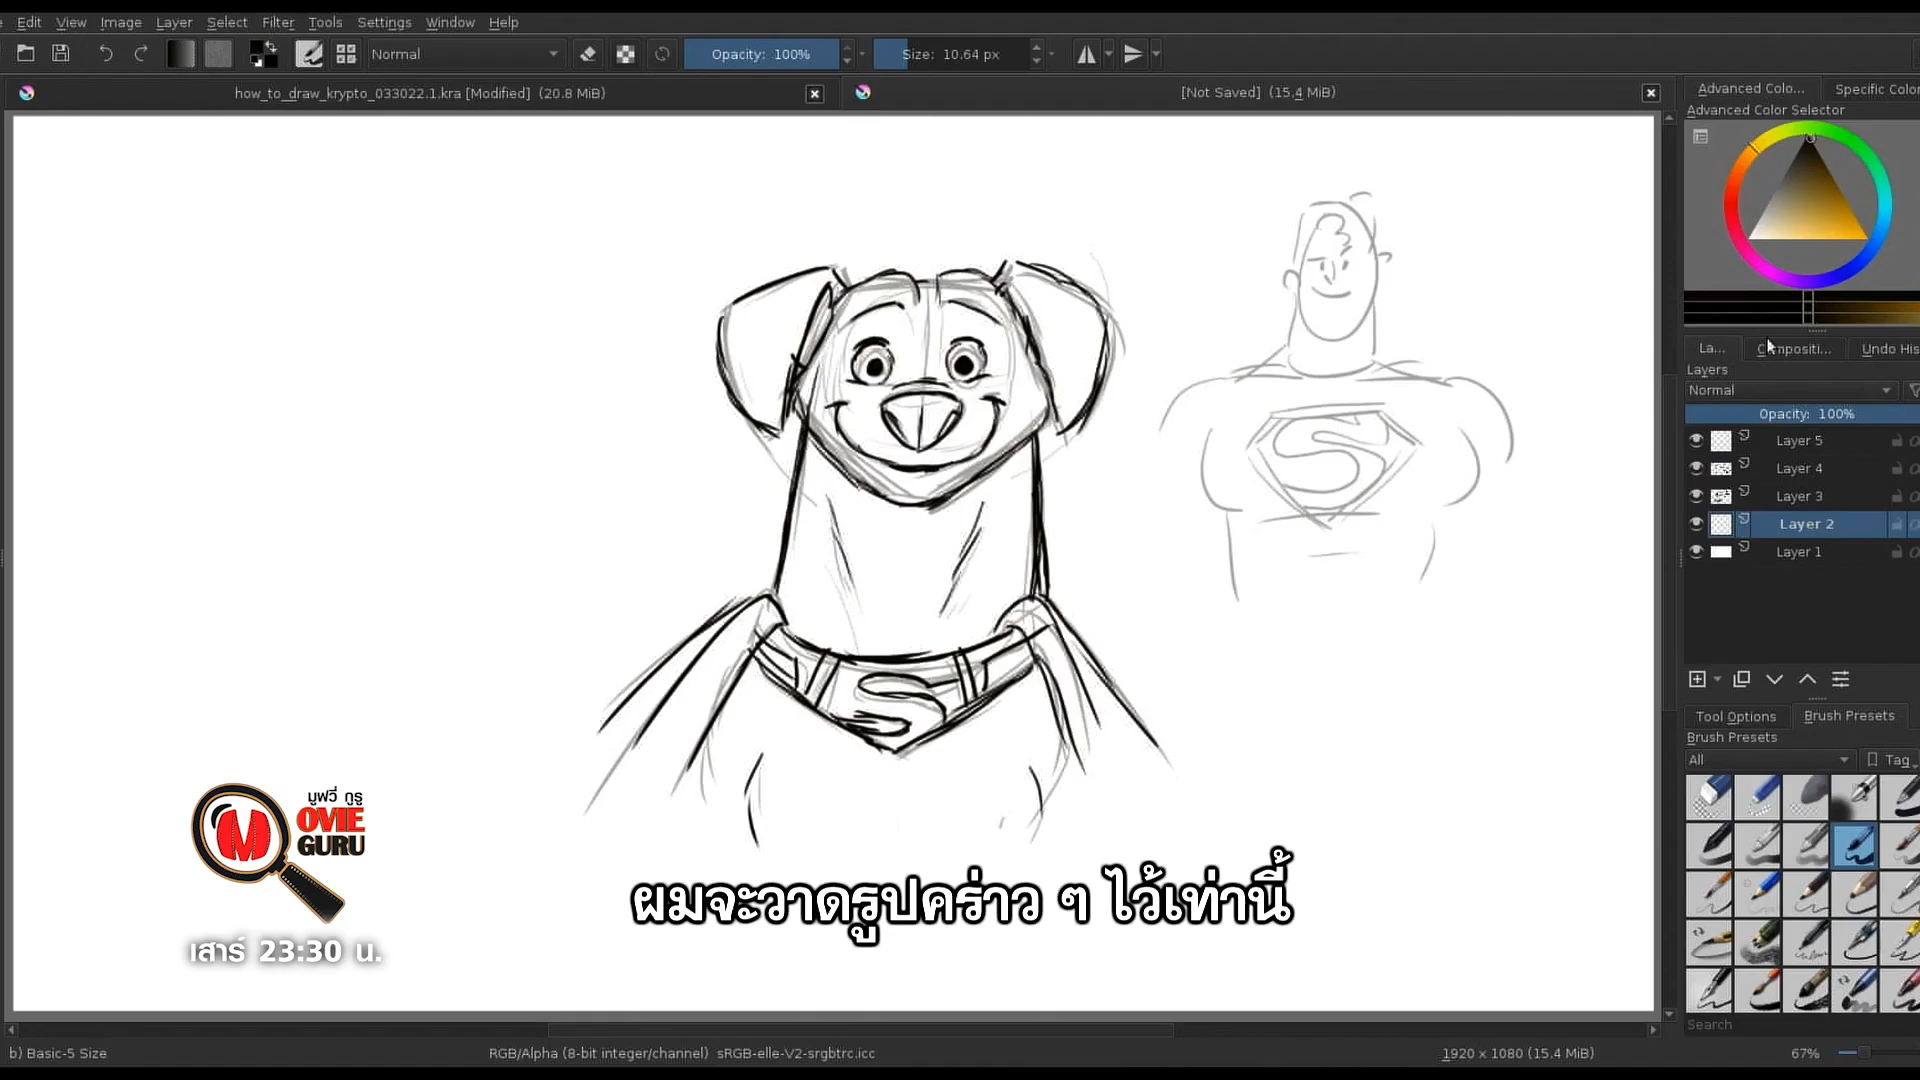 Edit View Image Layer Select Filter Tools Settings Window Help
Normal Opacity: 100% Size: 10.64 px
how_to_draw_krypto_033022.1.kra [Modified] (20.8 MiB)
[Not Saved] (15.4 MiB)
Advanced Colo... Specific Color
Advanced Color Selector
La... Compositi... Undo His
Layers
Normal
Opacity: 100%
Layer 5
Layer 4
Layer 3
Layer 2
Layer 1
Tool Options Brush Presets
Brush Presets
All Tag
Search
S
S
มูฟวี่ กูรู
MOVIE
GURU
เสาร์ 23:30 น.
ผมจะวาดรูปคร่าว ๆ ไว้เท่านี้
b) Basic-5 Size
RGB/Alpha (8-bit integer/channel) sRGB-elle-V2-srgbtrc.icc
1920 x 1080 (15.4 MiB)
67%